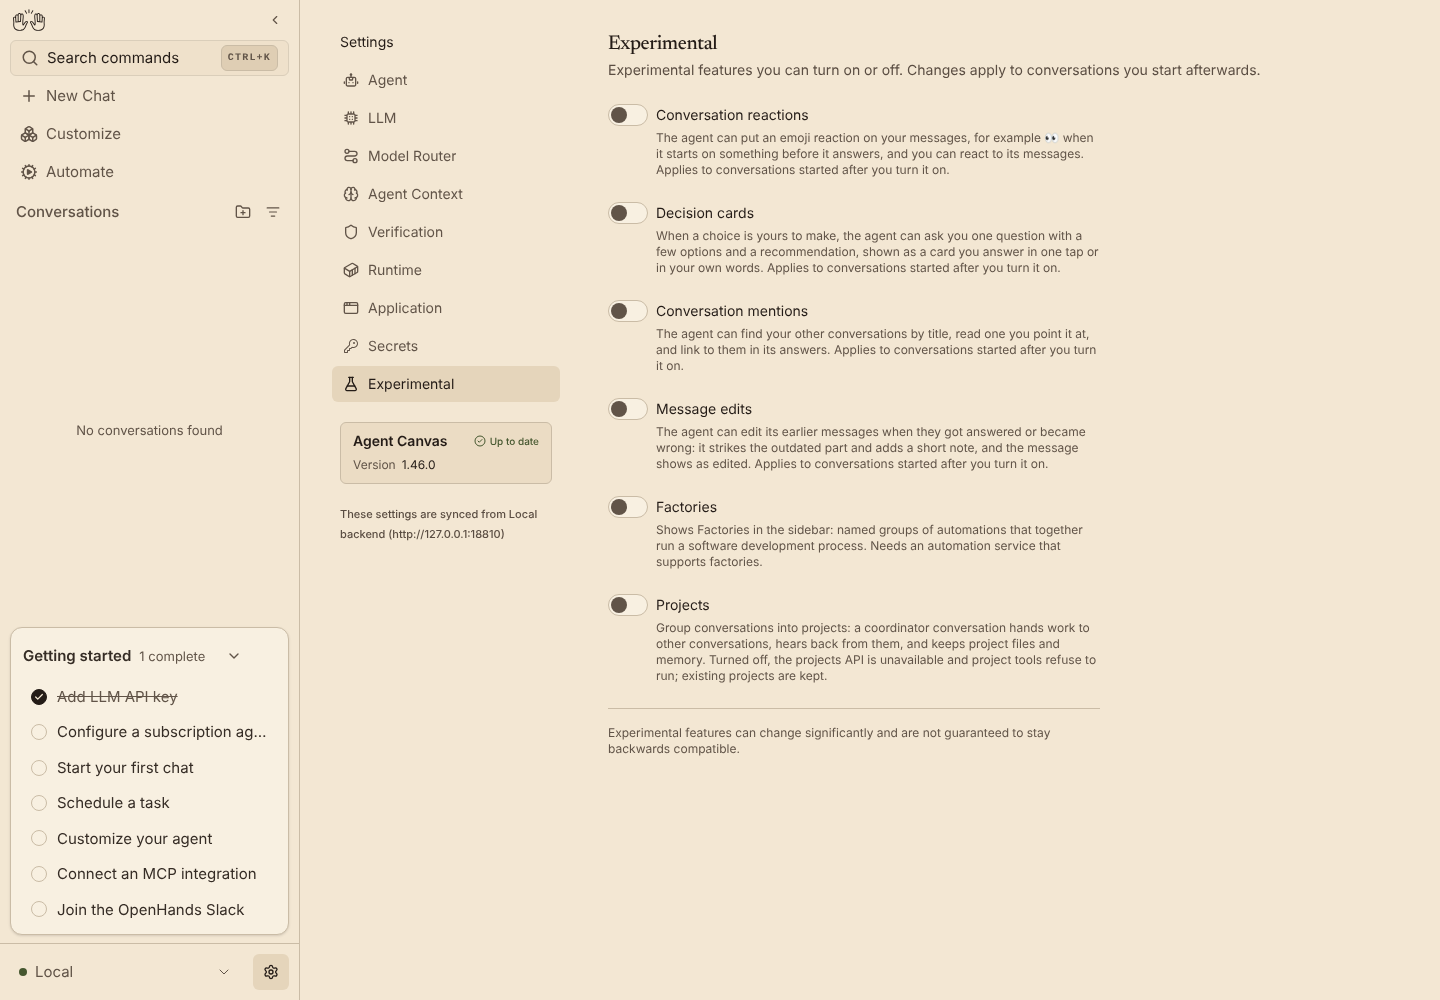 Search commands
CTRL+K
New Chat
Customize
Automate
Conversations
No conversations found
Getting started 1 complete
Add LLM API key
Configure a subscription ag...
Start your first chat
Schedule a task
Customize your agent
Connect an MCP integration
Join the OpenHands Slack
Local
Settings
Agent
LLM
Model Router
Agent Context
Verification
Runtime
Application
Secrets
Experimental
Agent Canvas
Up to date
Version 1.46.0
These settings are synced from Local
backend (http://127.0.0.1:18810)
Experimental
Experimental features you can turn on or off. Changes apply to conversations you start afterwards.
Conversation reactions
The agent can put an emoji reaction on your messages, for example 👀 when
it starts on something before it answers, and you can react to its messages.
Applies to conversations started after you turn it on.
Decision cards
When a choice is yours to make, the agent can ask you one question with a
few options and a recommendation, shown as a card you answer in one tap or
in your own words. Applies to conversations started after you turn it on.
Conversation mentions
The agent can find your other conversations by title, read one you point it at,
and link to them in its answers. Applies to conversations started after you turn
it on.
Message edits
The agent can edit its earlier messages when they got answered or became
wrong: it strikes the outdated part and adds a short note, and the message
shows as edited. Applies to conversations started after you turn it on.
Factories
Shows Factories in the sidebar: named groups of automations that together
run a software development process. Needs an automation service that
supports factories.
Projects
Group conversations into projects: a coordinator conversation hands work to
other conversations, hears back from them, and keeps project files and
memory. Turned off, the projects API is unavailable and project tools refuse to
run; existing projects are kept.
Experimental features can change significantly and are not guaranteed to stay
backwards compatible.